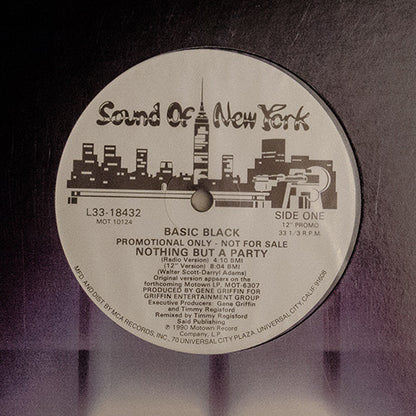 Sound Of New York
L33-18432
MOT 10124
SIDE ONE
12" PROMO
33 1/3 R.P.M.
BASIC BLACK
PROMOTIONAL ONLY - NOT FOR SALE
NOTHING BUT A PARTY
(Radio Version) 4:10 BMI
(12" Version) 8:04 BMI
(Walter Scott-Darryl Adams)
Original version appears on the
forthcoming Motown LP. MOT-6307
PRODUCED BY GENE GRIFFIN FOR
GRIFFIN ENTERTAINMENT GROUP
Executive Producers: Gene Griffin
and Timmy Regisford
Remixed by Timmy Regisford
Said Publishing
℗ 1990 Motown Record
Company, L.P.
MFD AND DIST BY MCA RECORDS, INC., 70 UNIVERSAL CITY PLAZA, UNIVERSAL CITY, CALIF. 91608